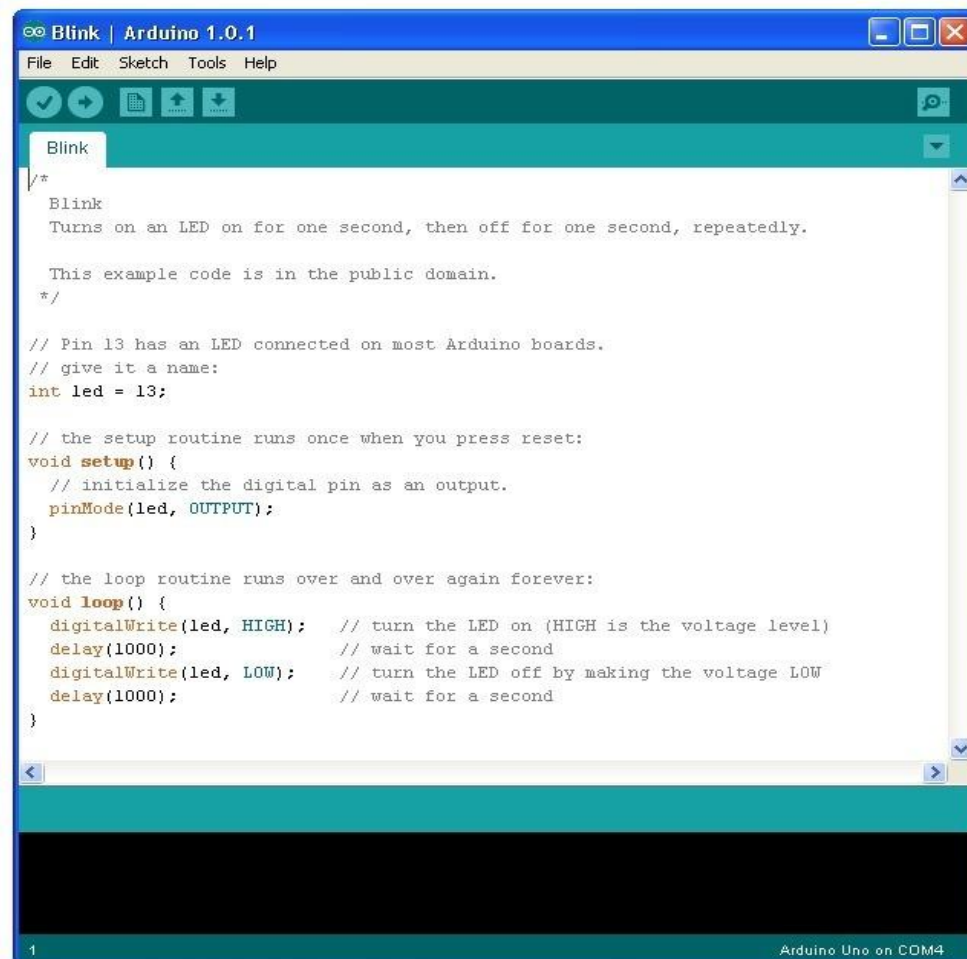 Blink | Arduino 1.0.1
File Edit Sketch Tools Help
Blink
/*
  Blink
  Turns on an LED on for one second, then off for one second, repeatedly.

  This example code is in the public domain.
 */

// Pin 13 has an LED connected on most Arduino boards.
// give it a name:
int led = 13;

// the setup routine runs once when you press reset:
void setup() {
  // initialize the digital pin as an output.
  pinMode(led, OUTPUT);
}

// the loop routine runs over and over again forever:
void loop() {
  digitalWrite(led, HIGH);   // turn the LED on (HIGH is the voltage level)
  delay(1000);               // wait for a second
  digitalWrite(led, LOW);    // turn the LED off by making the voltage LOW
  delay(1000);               // wait for a second
}
1 Arduino Uno on COM4